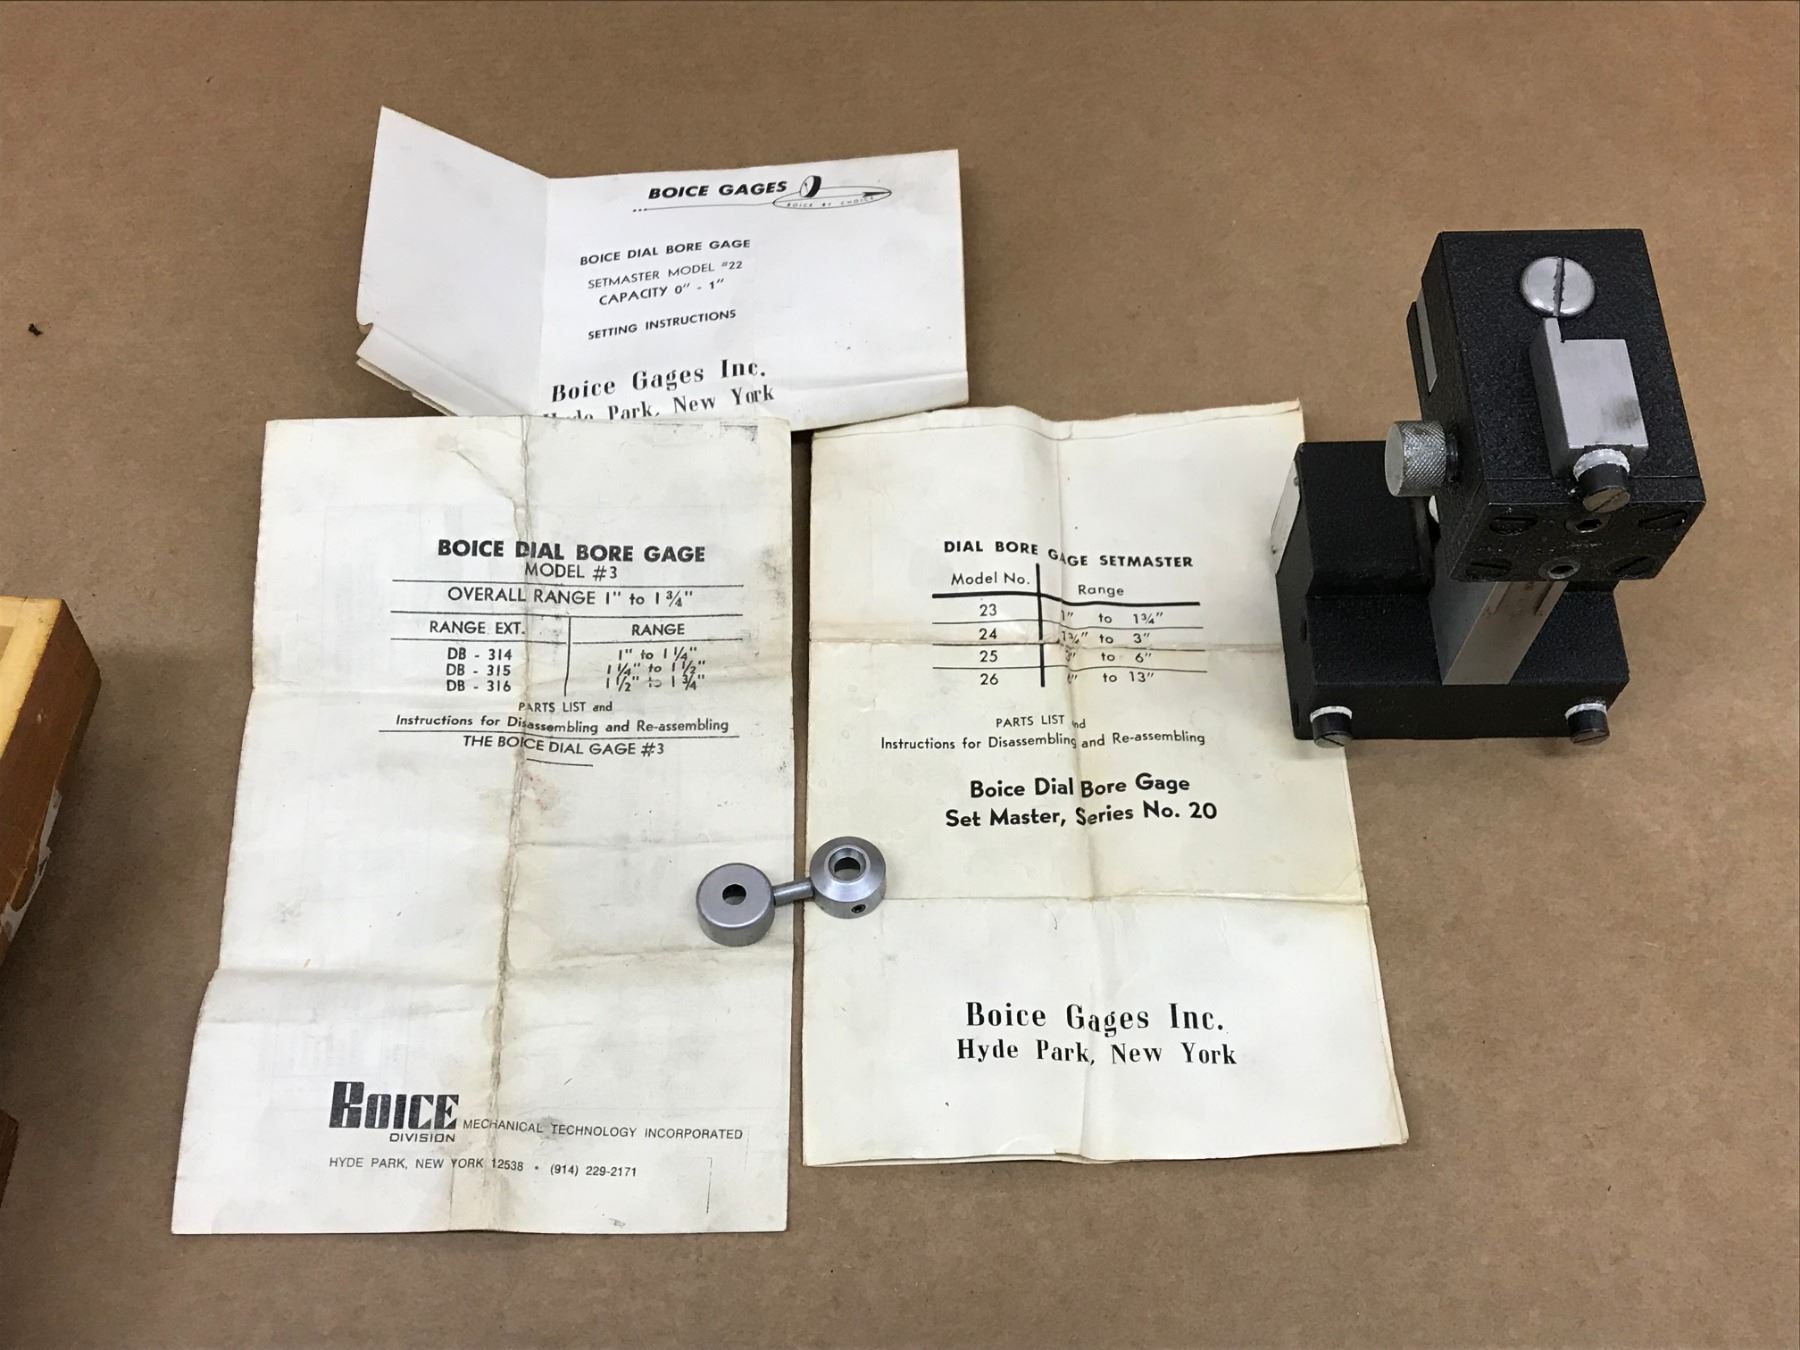 BOICE GAGES
BOICE BY CHOICE
BOICE DIAL BORE GAGE
SETMASTER MODEL #22
CAPACITY 0" - 1"
SETTING INSTRUCTIONS
Boice Gages Inc.
Hyde Park, New York
BOICE DIAL BORE GAGE
MODEL #3
OVERALL RANGE 1" to 1 3/4"
RANGE EXT. RANGE
DB - 314 1" to 1 1/4"
DB - 315 1 1/4" to 1 1/2"
DB - 316 1 1/2" to 1 3/4"
PARTS LIST and
Instructions for Disassembling and Re-assembling
THE BOICE DIAL GAGE #3
BOICE
DIVISION
MECHANICAL TECHNOLOGY INCORPORATED
HYDE PARK, NEW YORK 12538 • (914) 229-2171
DIAL BORE GAGE SETMASTER
Model No. Range
23 1" to 1 3/4"
24 1 3/4" to 3"
25 3" to 6"
26 6" to 13"
PARTS LIST and
Instructions for Disassembling and Re-assembling
Boice Dial Bore Gage
Set Master, Series No. 20
Boice Gages Inc.
Hyde Park, New York